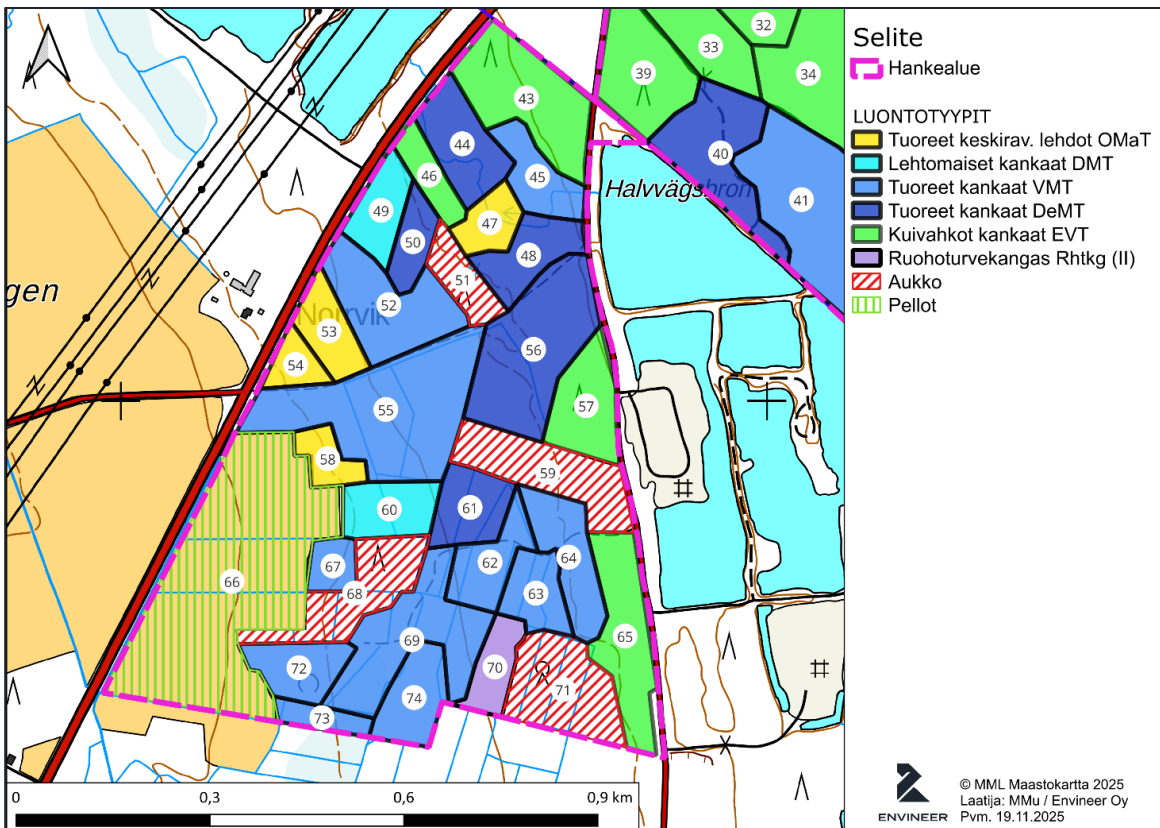 32
33
34
39
43
40
44
45
46
41
Halvvägsbron
49
47
50
48
51
gen
52
Norrvik
53
54
56
57
55
58
59
60
61
62
64
67
66
68
63
69
65
70
72
71
74
73
0
0,3
0,6
0,9 km
Selite
Hankealue
LUONTOTYYPIT
Tuoreet keskirav. lehdot OMaT
Lehtomaiset kankaat DMT
Tuoreet kankaat VMT
Tuoreet kankaat DeMT
Kuivahkot kankaat EVT
Ruohoturvekangas Rhtkg (II)
Aukko
Pellot
ENVINEER
© MML Maastokartta 2025
Laatija: MMu / Envineer Oy
Pvm. 19.11.2025